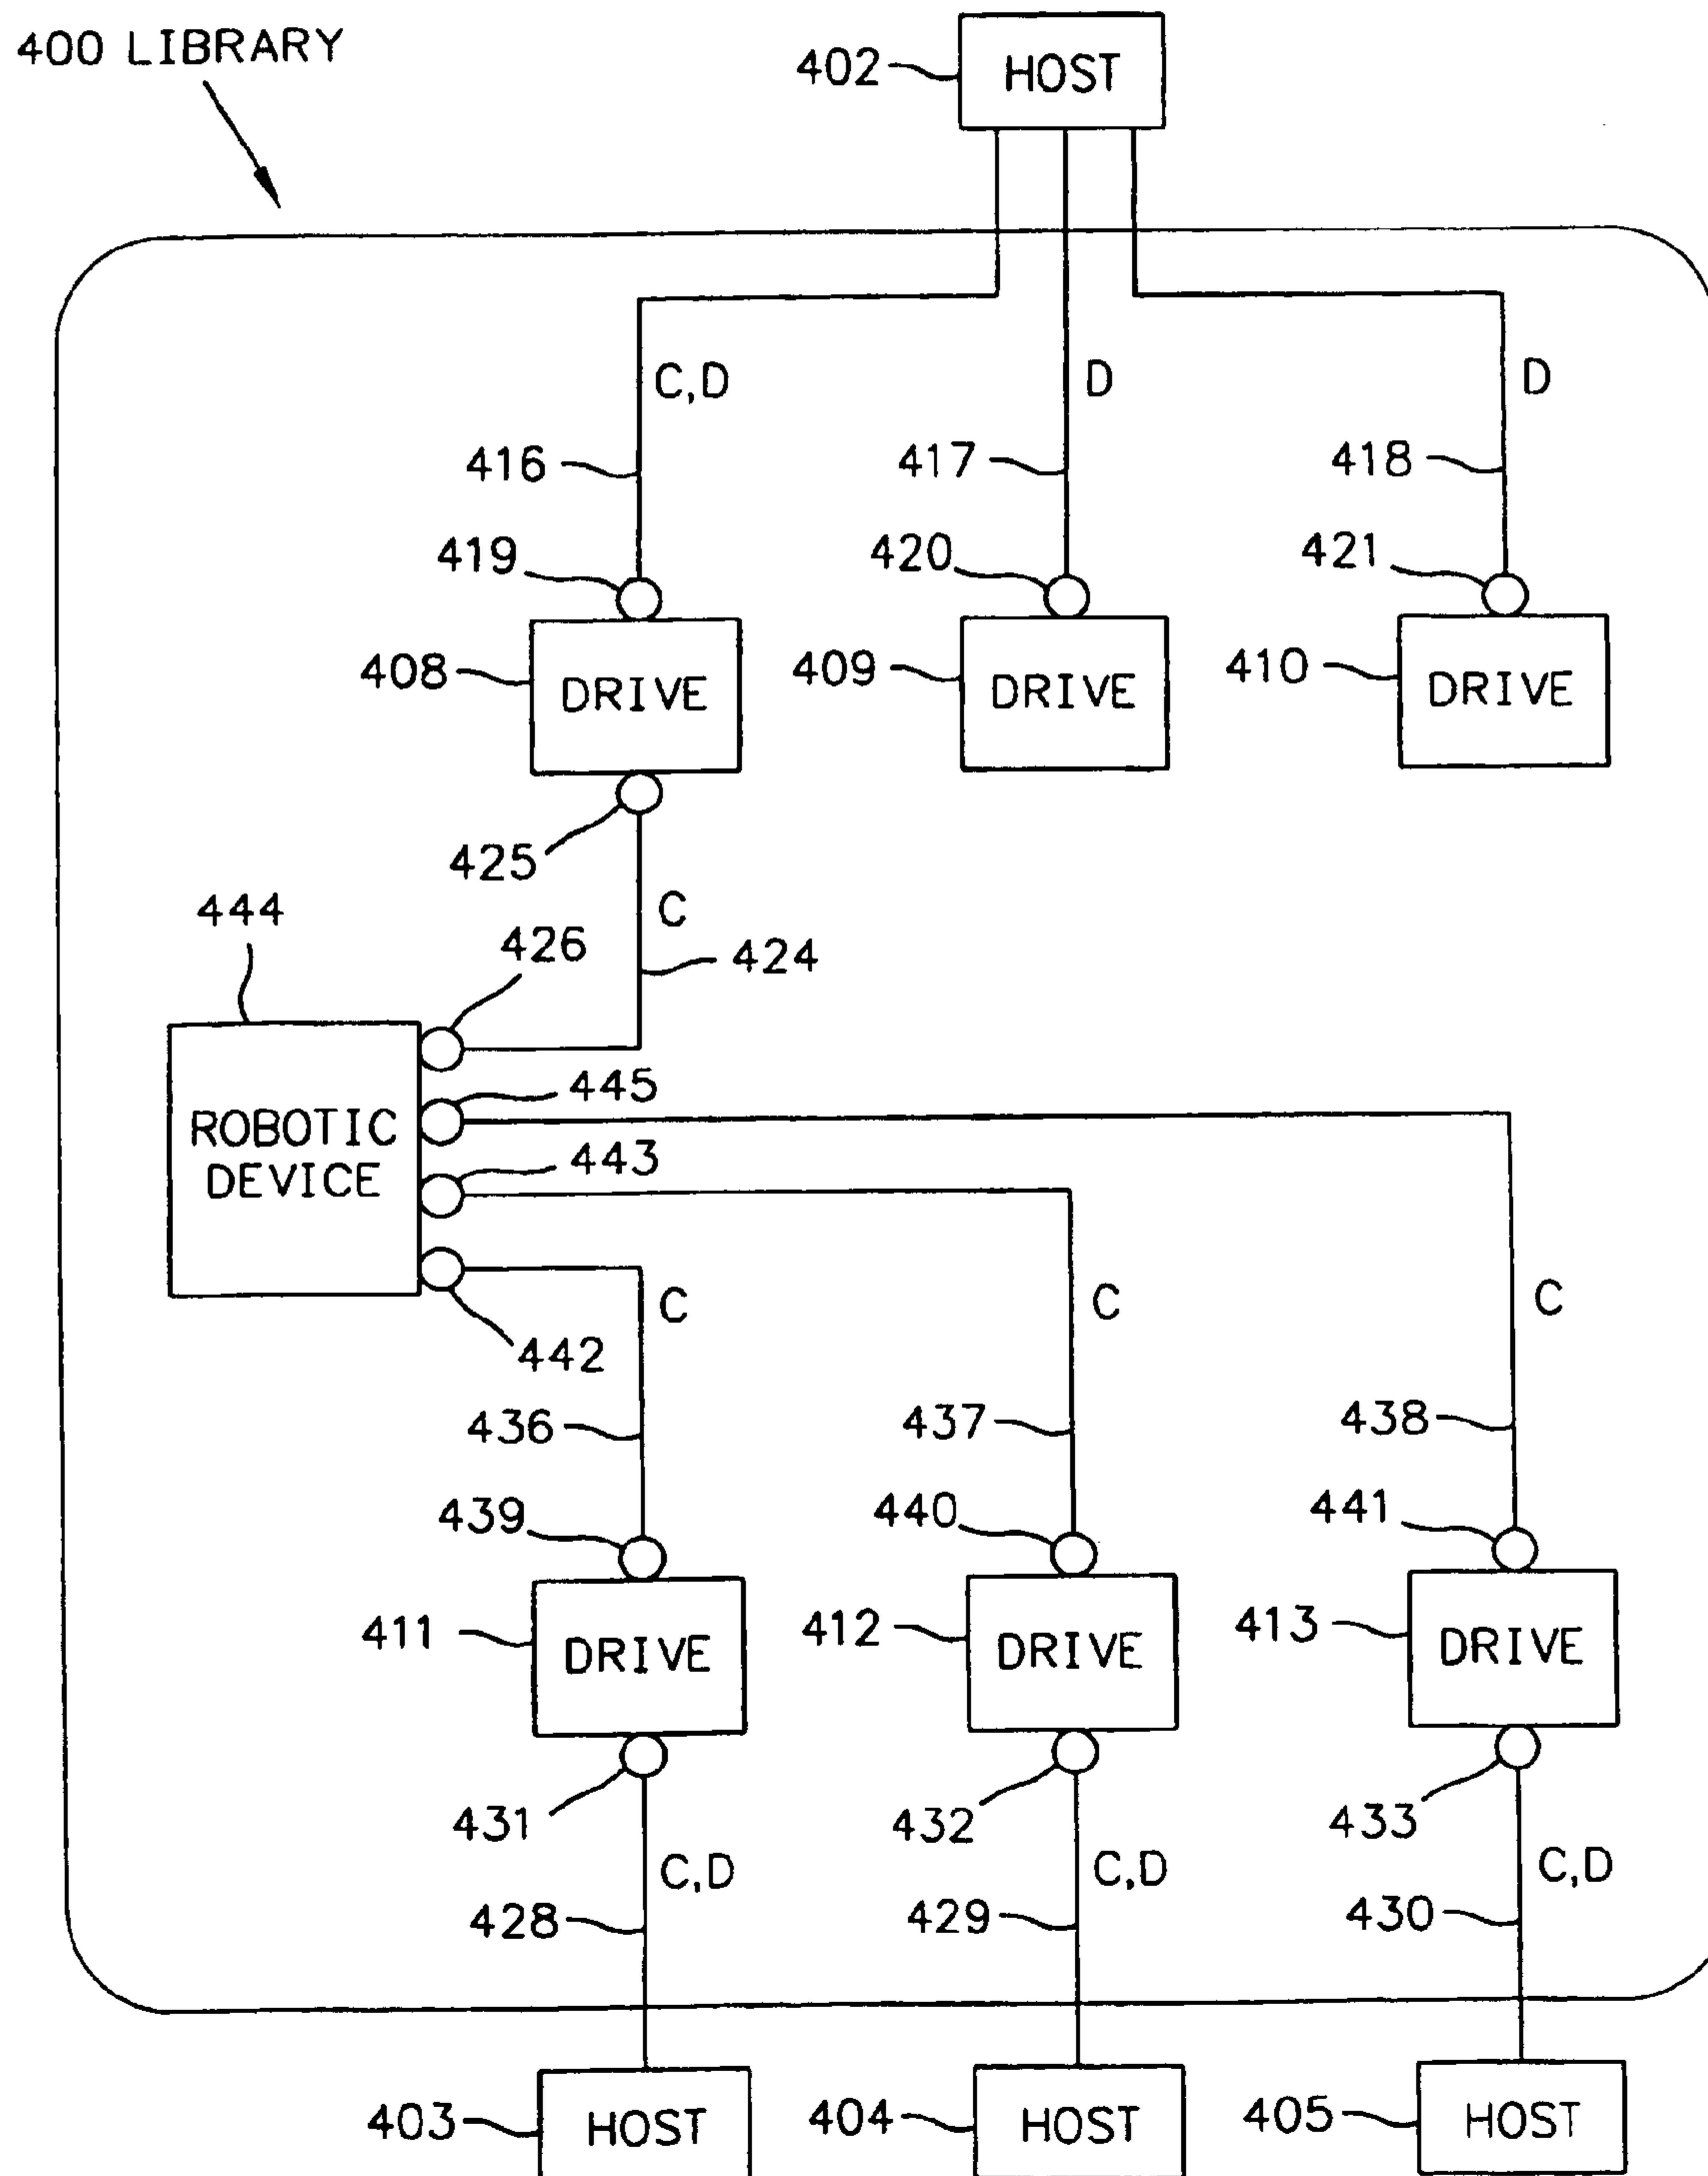 400 LIBRARY
402
HOST
C,D
D
D
416
417
418
419
420
421
408
DRIVE
409
DRIVE
410
DRIVE
425
C
444
426
424
445
ROBOTIC
DEVICE
443
C
C
C
442
436
437
438
439
440
441
411
DRIVE
412
DRIVE
413
DRIVE
431
432
433
C,D
C,D
C,D
428
429
430
403
HOST
404
HOST
405
HOST